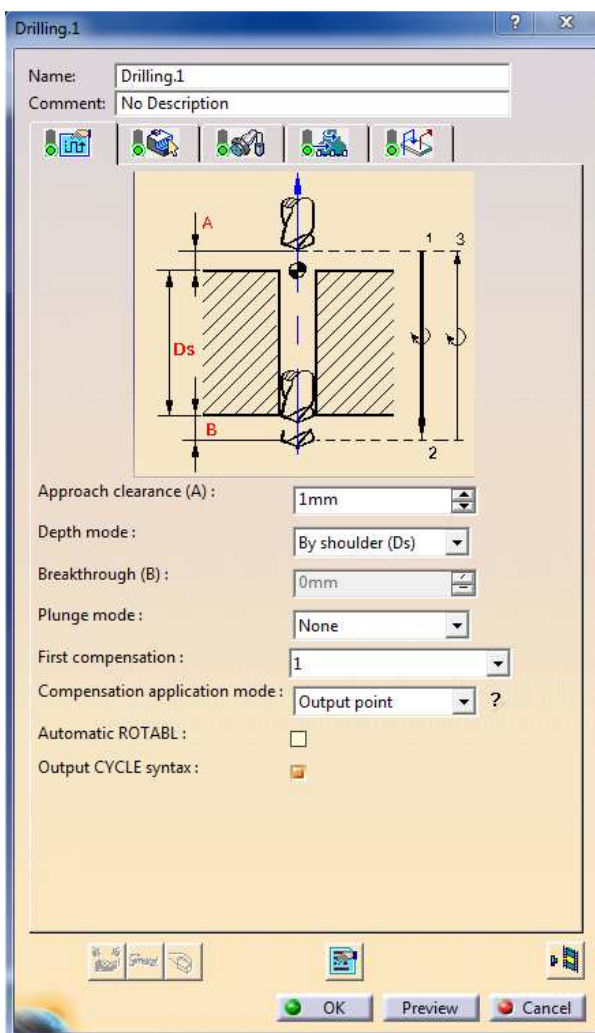 Drilling.1
?
Name: Drilling.1
Comment: No Description
A
1 3
Ds
B
2
Approach clearance (A) : 1mm
Depth mode : By shoulder (Ds)
Breakthrough (B) : 0mm
Plunge mode : None
First compensation : 1
Compensation application mode : Output point ?
Automatic ROTABL :
Output CYCLE syntax :
OK Preview Cancel